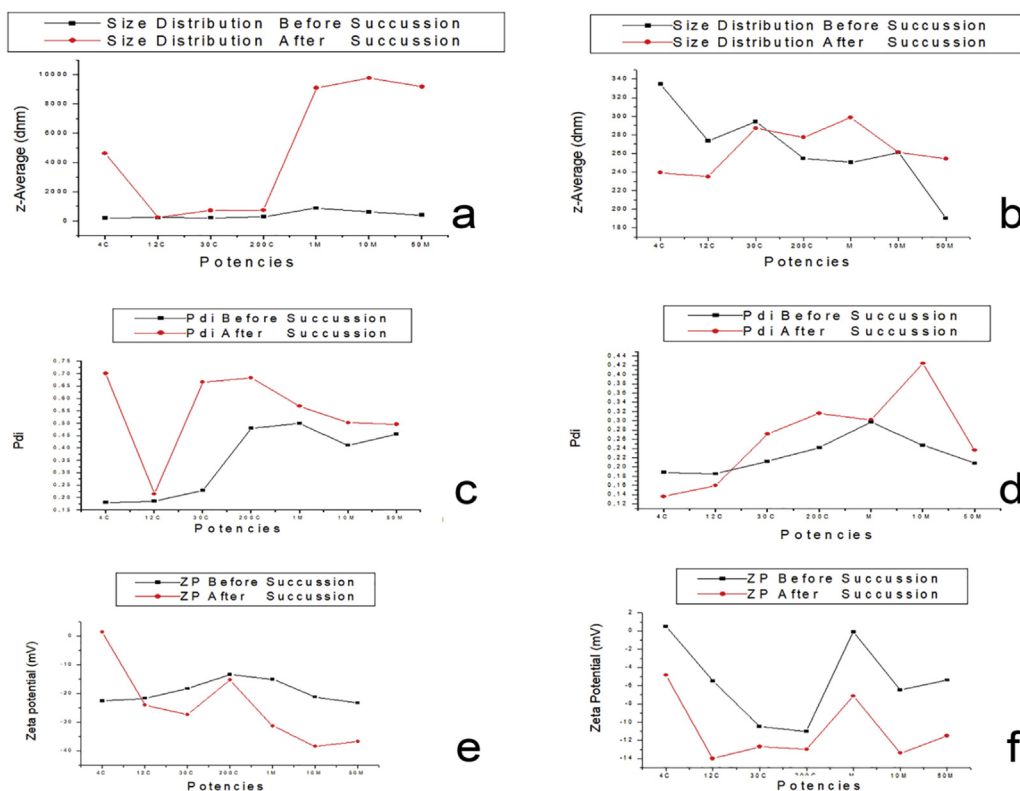 Size Distribution Before Succussion
Size Distribution After Succussion
z-Average (dnm)
10000
8000
6000
4000
2000
0
4C 12C 30C 200C 1M 10M 50M
Potencies
a
Size Distribution Before Succussion
Size Distribution After Succussion
z-Average (dnm)
340
320
300
280
260
240
220
200
180
4C 12C 30C 200C M 10M 50M
Potencies
b
Pdi Before Succussion
Pdi After Succussion
Pdi
0,75
0,70
0,65
0,60
0,55
0,50
0,45
0,40
0,35
0,30
0,25
0,20
0,15
4C 12C 30C 200C 1M 10M 50M
Potencies
c
Pdi Before Succussion
Pdi After Succussion
Pdi
0,44
0,42
0,40
0,38
0,36
0,34
0,32
0,30
0,28
0,26
0,24
0,22
0,20
0,18
0,16
0,14
0,12
4C 12C 30C 200C M 10M 50M
Potencies
d
ZP Before Succussion
ZP After Succussion
Zeta potential (mV)
0
-10
-20
-30
-40
4C 12C 30C 200C 1M 10M 50M
Potencies
e
ZP Before Succussion
ZP After Succussion
Zeta Potential (mV)
2
0
-2
-4
-6
-8
-10
-12
-14
4C 12C 30C 200C M 10M 50M
Potencies
f